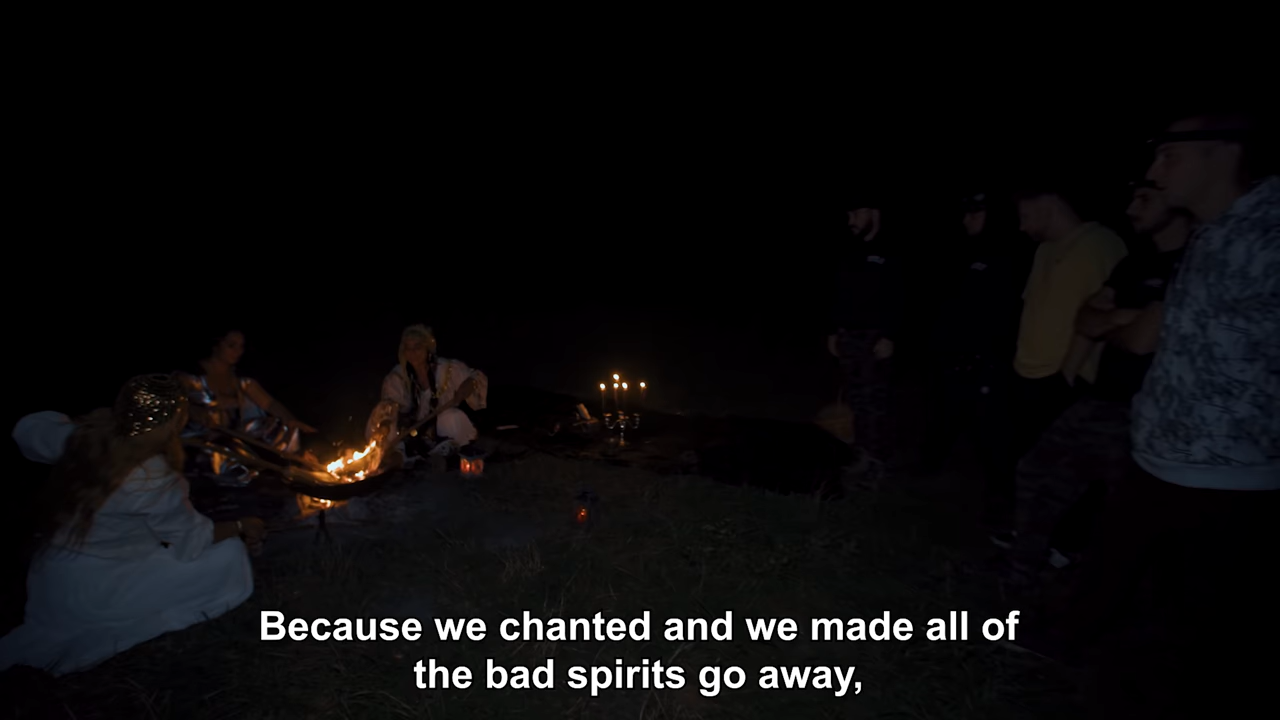 Because we chanted and we made all of
the bad spirits go away,